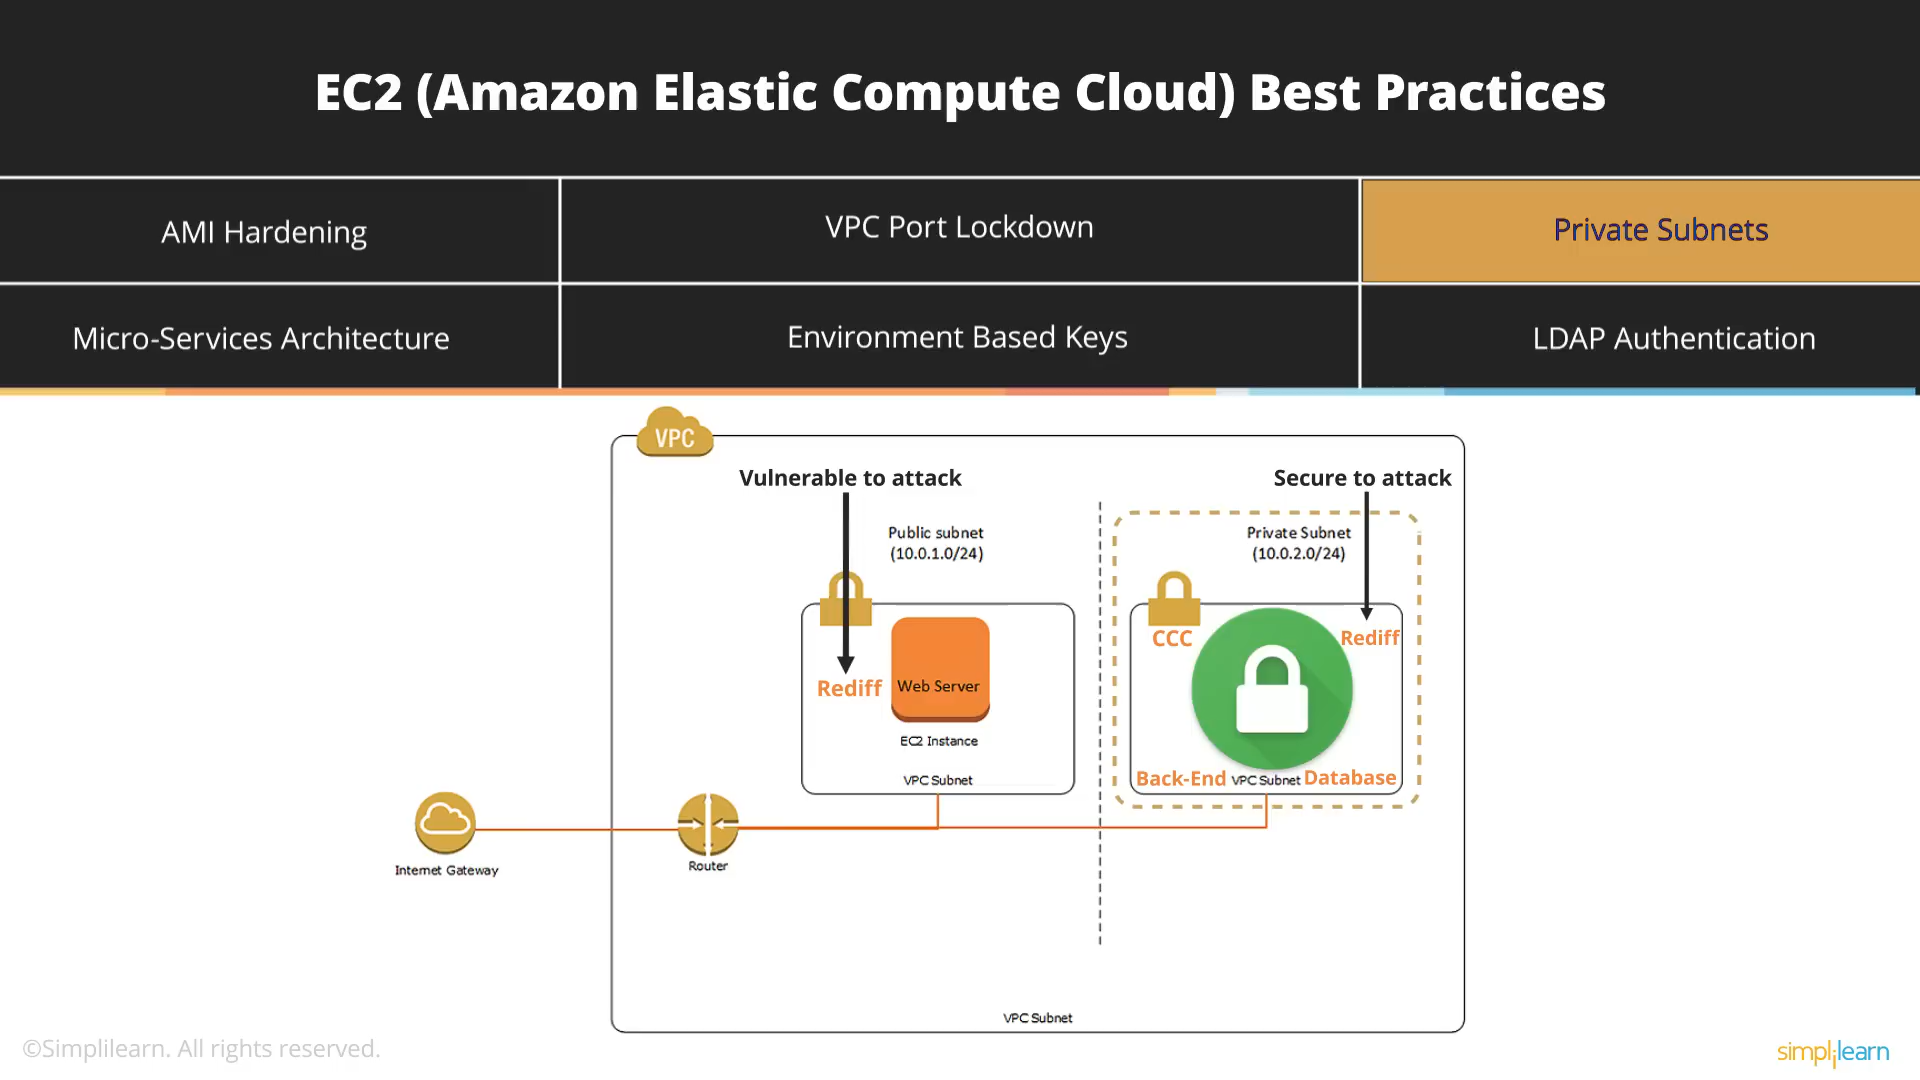 EC2 (Amazon Elastic Compute Cloud) Best Practices
AMI Hardening
VPC Port Lockdown
Private Subnets
Micro-Services Architecture
Environment Based Keys
LDAP Authentication
VPC
Vulnerable to attack
Secure to attack
Public subnet
(10.0.1.0/24)
Private Subnet
(10.0.2.0/24)
CCC
Rediff
Rediff
Web Server
EC2 Instance
VPC Subnet
Back-End
VPC Subnet
Database
Internet Gateway
Router
VPC Subnet
©Simplilearn. All rights reserved.
simplilearn